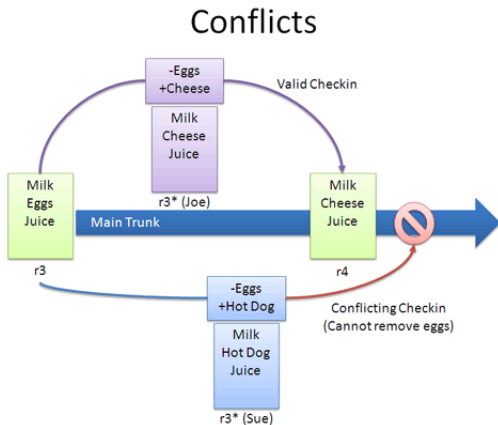 Conflicts
-Eggs
+Cheese
Valid Checkin
Milk
Cheese
Juice
r3* (Joe)
Milk
Eggs
Juice
r3
Main Trunk
Milk
Cheese
Juice
r4
-Eggs
+Hot Dog
Conflicting Checkin
(Cannot remove eggs)
Milk
Hot Dog
Juice
r3* (Sue)